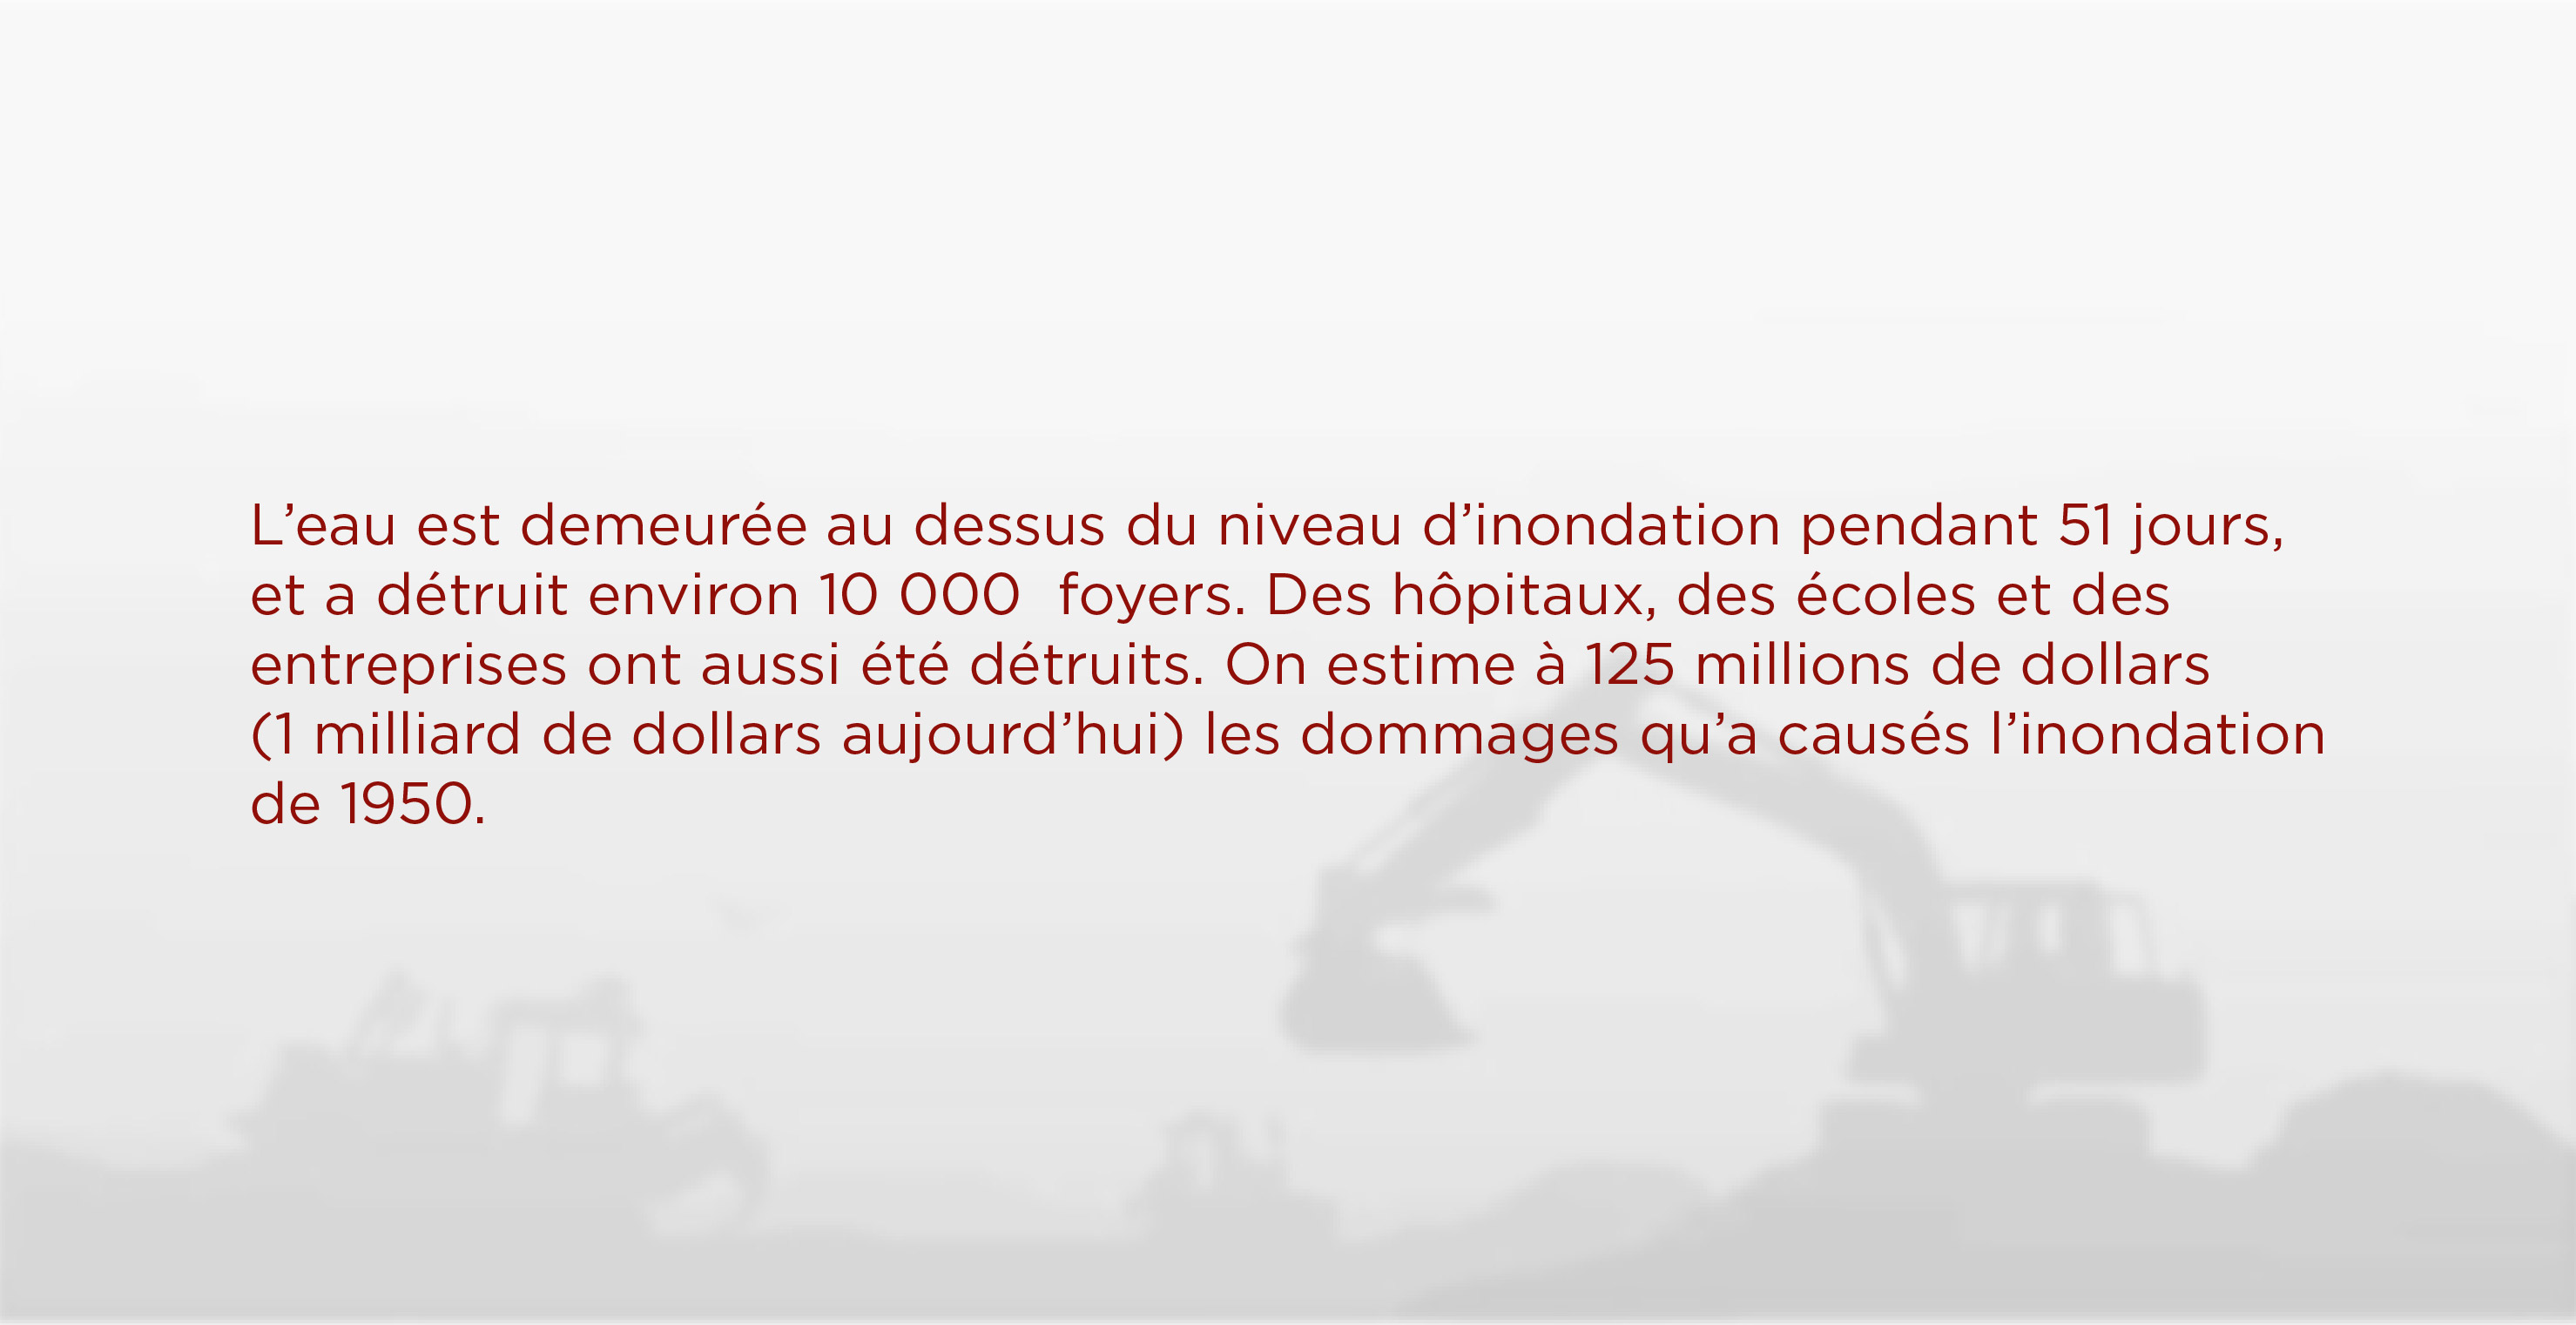 L’eau est demeurée au dessus du niveau d’inondation pendant 51 jours,
et a détruit environ 10 000  foyers. Des hôpitaux, des écoles et des
entreprises ont aussi été détruits. On estime à 125 millions de dollars
(1 milliard de dollars aujourd’hui) les dommages qu’a causés l’inondation
de 1950.